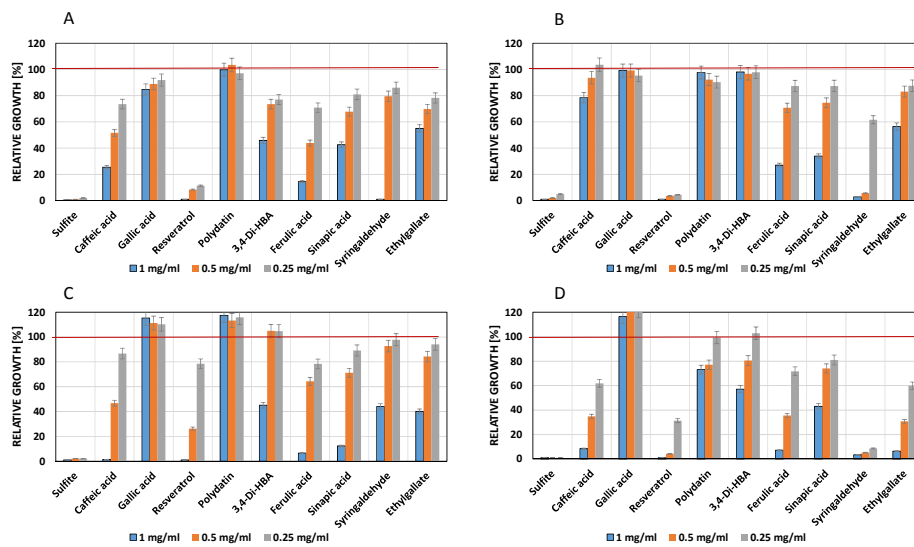 A
RELATIVE GROWTH [%]
120
100
80
60
40
20
0
Sulfite
Caffeic acid
Gallic acid
Resveratrol
Polydatin
3,4-Di-HBA
Ferulic acid
Sinapic acid
Syringaldehyde
Ethylgallate
1 mg/ml 0.5 mg/ml 0.25 mg/ml
B
RELATIVE GROWTH [%]
120
100
80
60
40
20
0
Sulfite
Caffeic acid
Gallic acid
Resveratrol
Polydatin
3,4-Di-HBA
Ferulic acid
Sinapic acid
Syringaldehyde
Ethylgallate
1 mg/ml 0.5 mg/ml 0.25 mg/ml
C
RELATIVE GROWTH [%]
120
100
80
60
40
20
0
Sulfite
Caffeic acid
Gallic acid
Resveratrol
Polydatin
3,4-Di-HBA
Ferulic acid
Sinapic acid
Syringaldehyde
Ethylgallate
1 mg/ml 0.5 mg/ml 0.25 mg/ml
D
RELATIVE GROWTH [%]
120
100
80
60
40
20
0
Sulfite
Caffeic acid
Gallic acid
Resveratrol
Polydatin
3,4-Di-HBA
Ferulic acid
Sinapic acid
Syringaldehyde
Ethylgallate
1 mg/ml 0.5 mg/ml 0.25 mg/ml